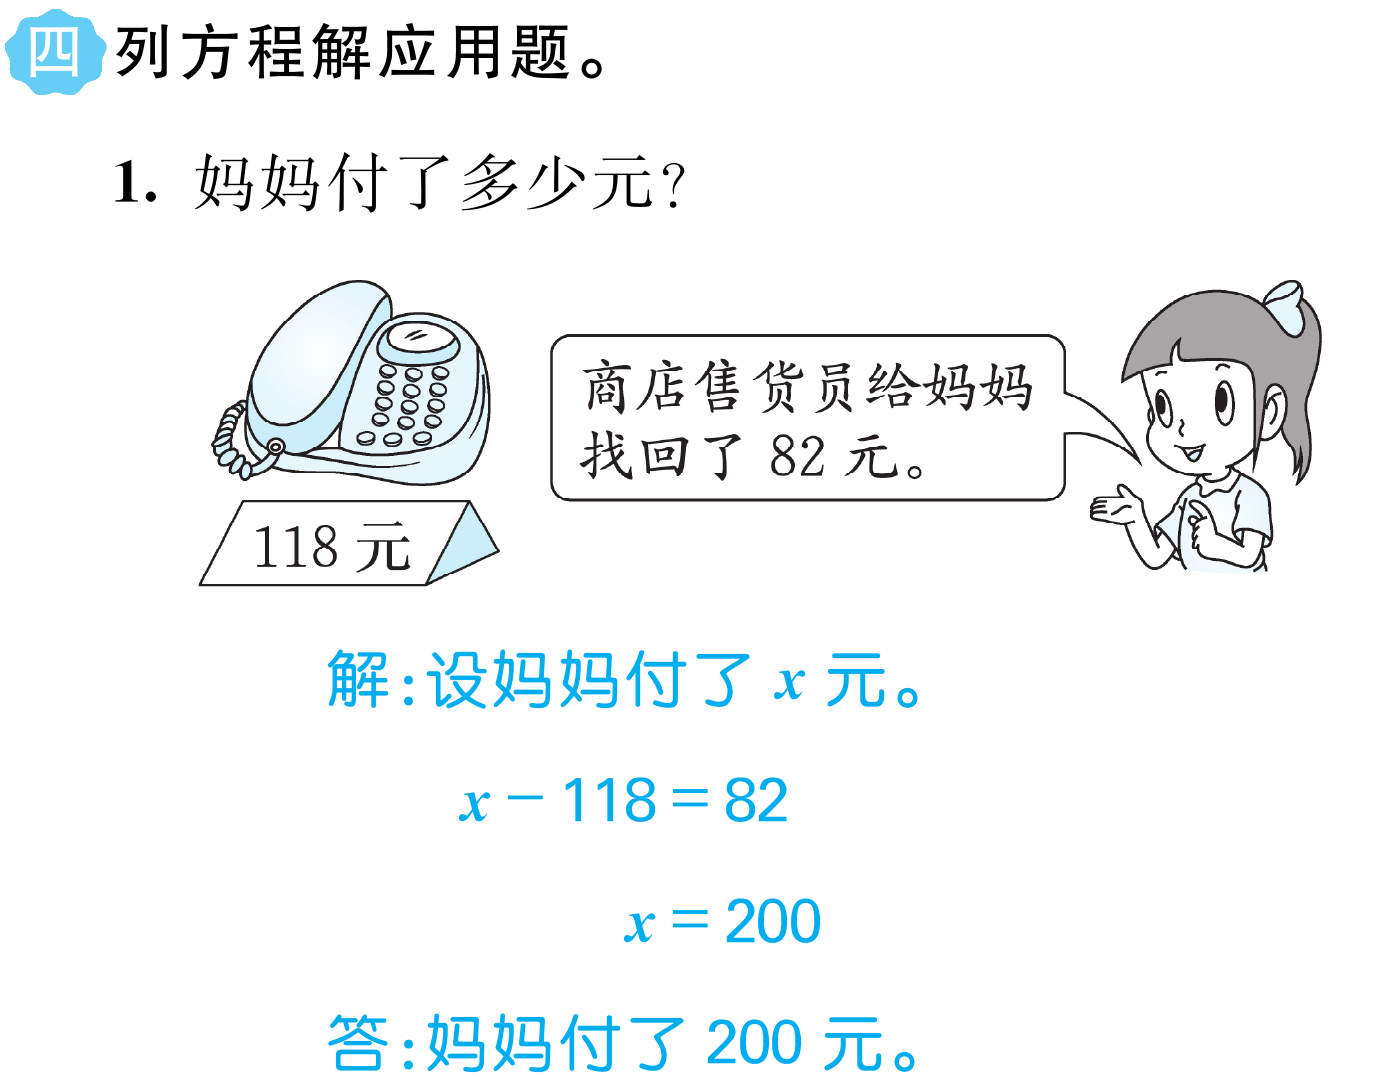 四 列方程解应用题。
1. 妈妈付了多少元?
商店售货员给妈妈
找回了 82 元。
118 元
解:设妈妈付了 x 元。
x－118＝82
x＝200
答:妈妈付了 200 元。